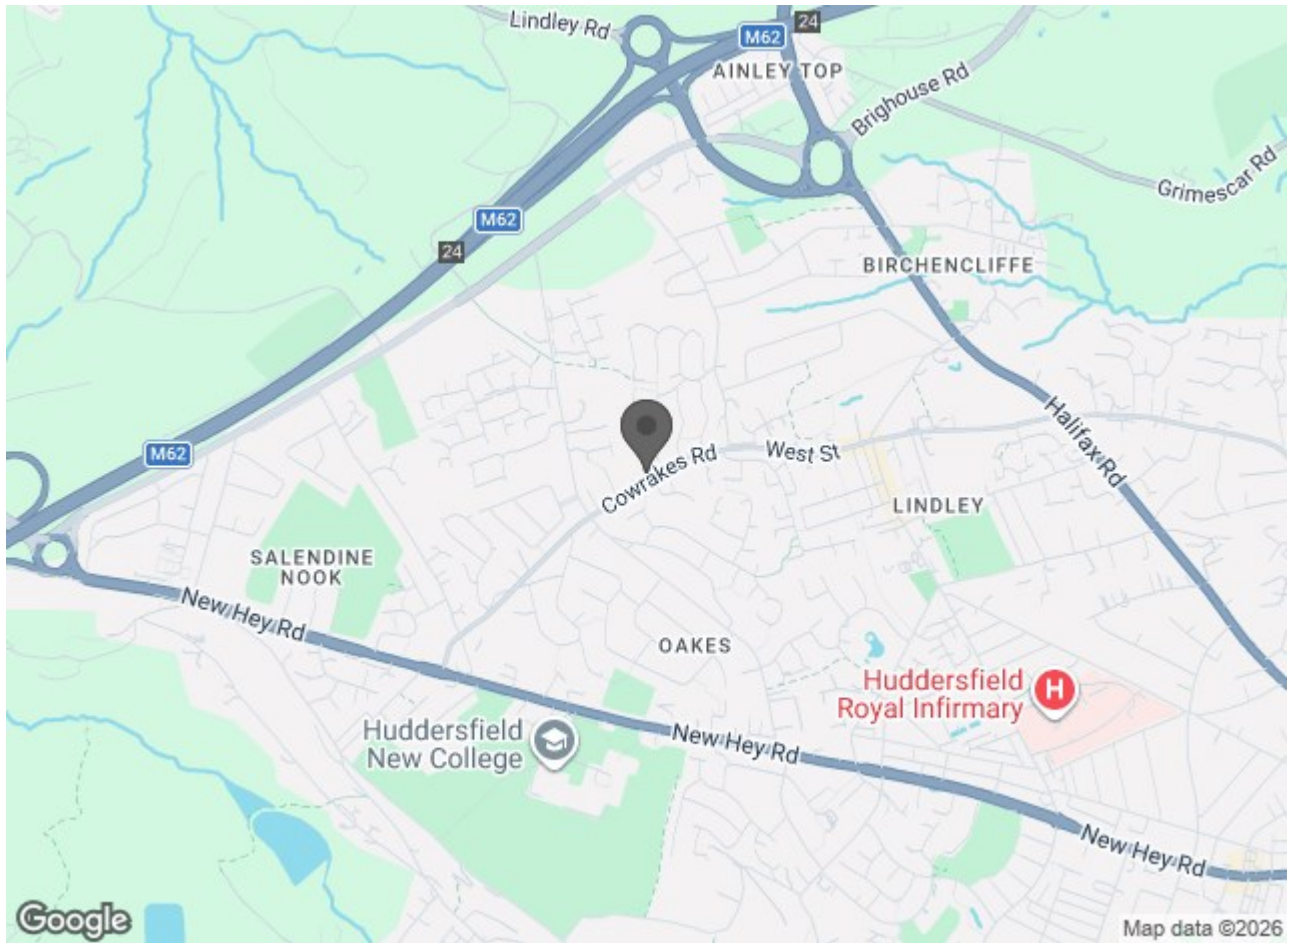 Lindley Rd
24
M62
AINLEY TOP
Brighouse Rd
Grimescar Rd
M62
24
BIRCHENCLIFFE
Halifax Rd
M62
West St
Cowrakes Rd
LINDLEY
SALENDINE
NOOK
New Hey Rd
OAKES
Huddersfield
Royal Infirmary
H
Huddersfield
New College
New Hey Rd
New Hey Rd
Google
Map data ©2026